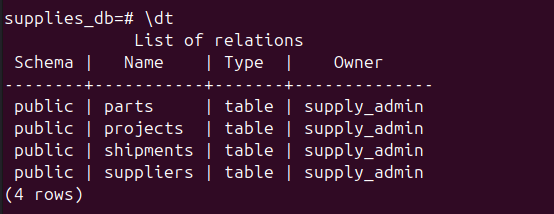 supplies_db=# \dt
             List of relations
 Schema |   Name    | Type  |    Owner
--------+-----------+-------+--------------
 public | parts     | table | supply_admin
 public | projects  | table | supply_admin
 public | shipments | table | supply_admin
 public | suppliers | table | supply_admin
(4 rows)